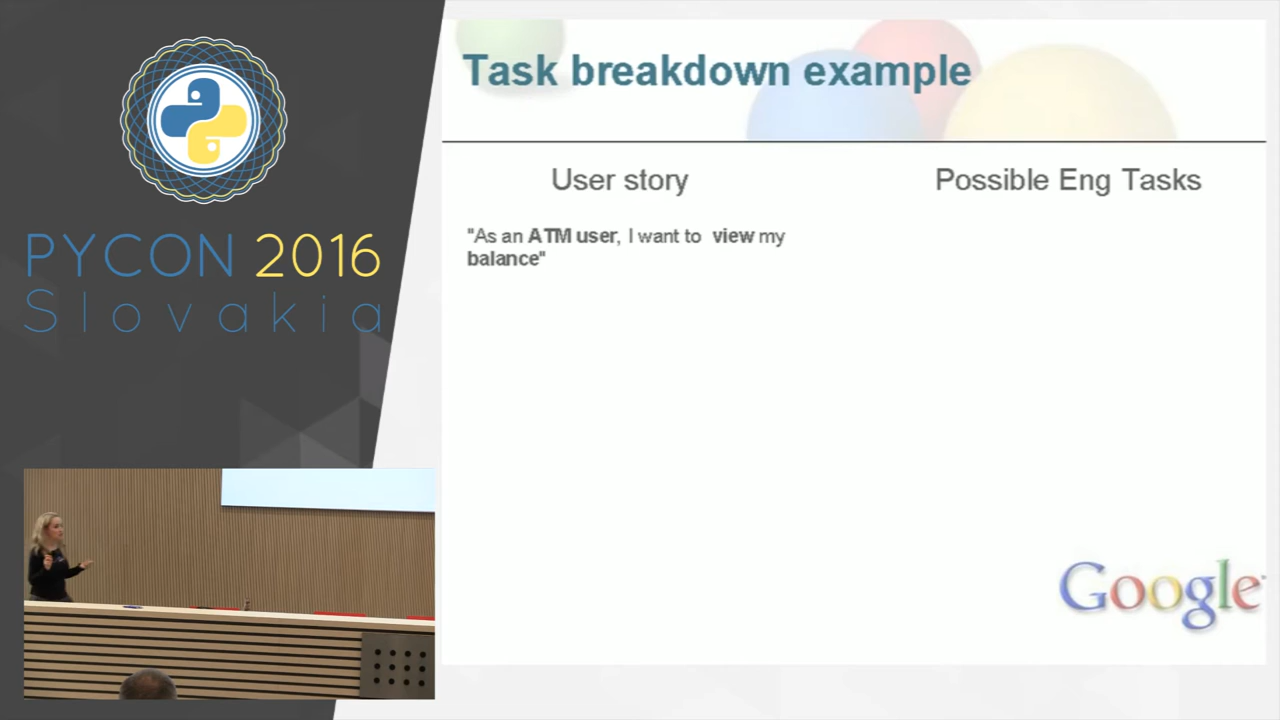 PYCON 2016
Slovakia
Task breakdown example
User story
Possible Eng Tasks
"As an ATM user, I want to view my
balance"
Google